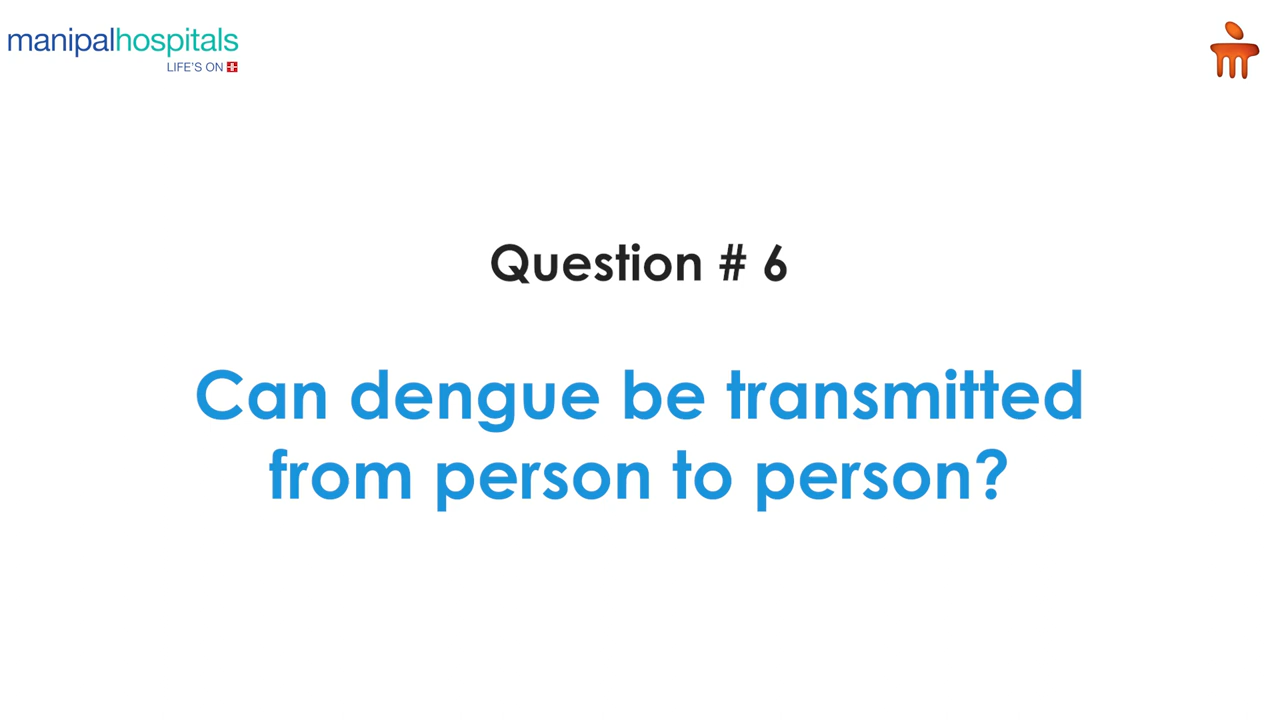 manipalhospitals
LIFE'S ON
Question # 6
Can dengue be transmitted
from person to person?